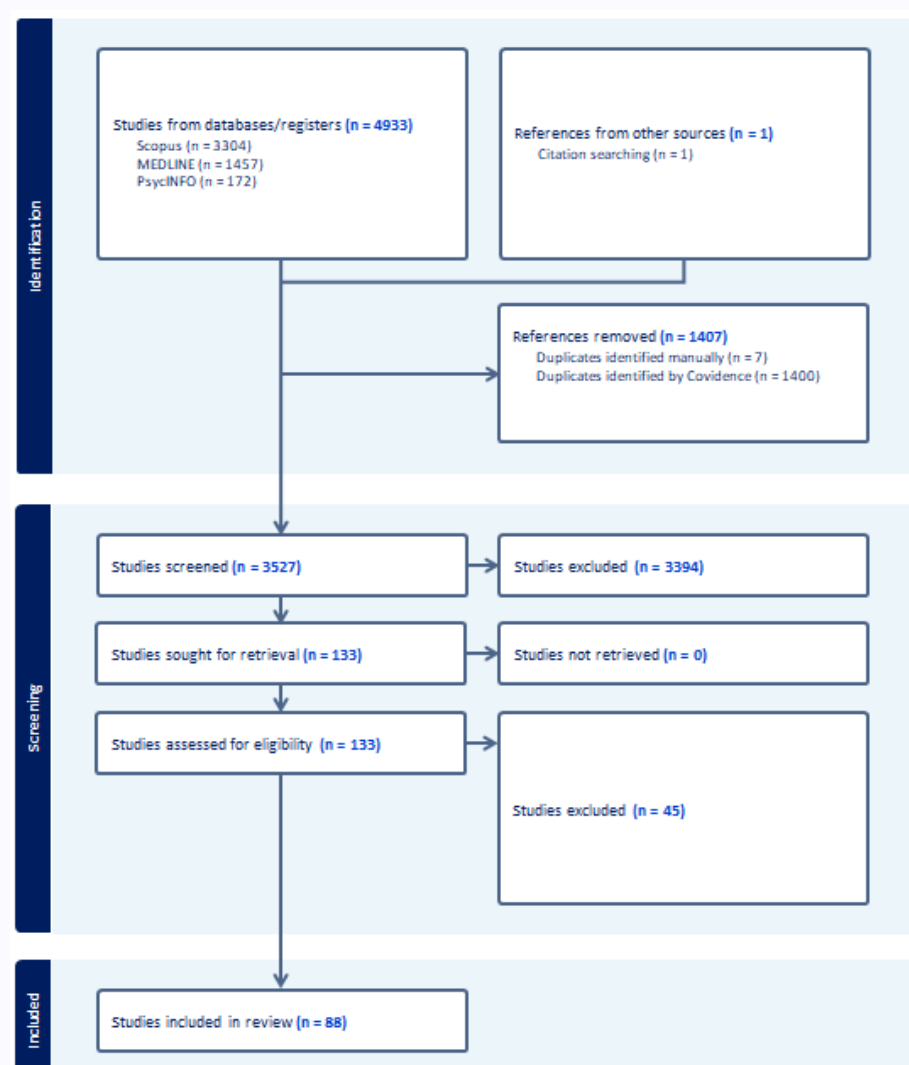 Identification
Studies from databases/registers (n = 4933)
Scopus (n = 3304)
MEDLINE (n = 1457)
PsycINFO (n = 172)
References from other sources (n = 1)
Citation searching (n = 1)
References removed (n = 1407)
Duplicates identified manually (n = 7)
Duplicates identified by Covidence (n = 1400)
Screening
Studies screened (n = 3527)
Studies excluded (n = 3394)
Studies sought for retrieval (n = 133)
Studies not retrieved (n = 0)
Studies assessed for eligibility (n = 133)
Studies excluded (n = 45)
Included
Studies included in review (n = 88)